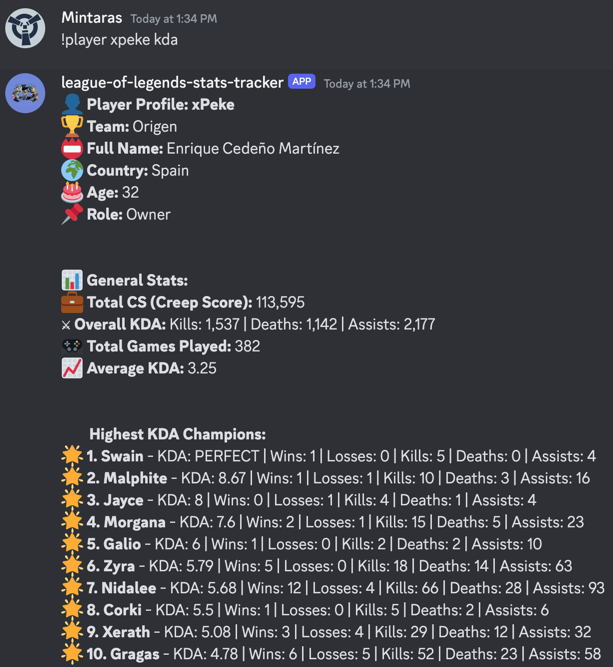 Mintaras Today at 1:34 PM
!player xpeke kda
league-of-legends-stats-tracker APP Today at 1:34 PM
Player Profile: xPeke
Team: Origen
Full Name: Enrique Cedeño Martínez
Country: Spain
Age: 32
Role: Owner
General Stats:
Total CS (Creep Score): 113,595
Overall KDA: Kills: 1,537 | Deaths: 1,142 | Assists: 2,177
Total Games Played: 382
Average KDA: 3.25
Highest KDA Champions:
1. Swain - KDA: PERFECT | Wins: 1 | Losses: 0 | Kills: 5 | Deaths: 0 | Assists: 4
2. Malphite - KDA: 8.67 | Wins: 1 | Losses: 1 | Kills: 10 | Deaths: 3 | Assists: 16
3. Jayce - KDA: 8 | Wins: 0 | Losses: 1 | Kills: 4 | Deaths: 1 | Assists: 4
4. Morgana - KDA: 7.6 | Wins: 2 | Losses: 1 | Kills: 15 | Deaths: 5 | Assists: 23
5. Galio - KDA: 6 | Wins: 1 | Losses: 0 | Kills: 2 | Deaths: 2 | Assists: 10
6. Zyra - KDA: 5.79 | Wins: 5 | Losses: 0 | Kills: 18 | Deaths: 14 | Assists: 63
7. Nidalee - KDA: 5.68 | Wins: 12 | Losses: 4 | Kills: 66 | Deaths: 28 | Assists: 93
8. Corki - KDA: 5.5 | Wins: 1 | Losses: 0 | Kills: 5 | Deaths: 2 | Assists: 6
9. Xerath - KDA: 5.08 | Wins: 3 | Losses: 4 | Kills: 29 | Deaths: 12 | Assists: 32
10. Gragas - KDA: 4.78 | Wins: 6 | Losses: 5 | Kills: 52 | Deaths: 23 | Assists: 58